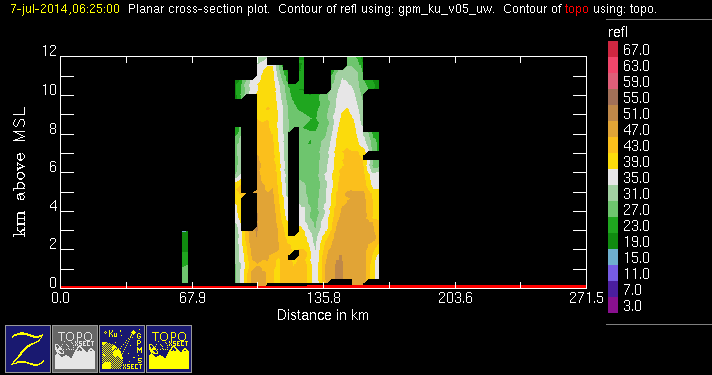 7-jul-2014,06:25:00 Planar cross-section plot. Contour of refl using: gpm_ku_v05_uw. Contour of topo using: topo.
refl
67.0
63.0
59.0
55.0
51.0
47.0
43.0
39.0
35.0
31.0
27.0
23.0
19.0
15.0
11.0
7.0
3.0
km above MSL
12
10
8
6
4
2
0
0.0 67.9 135.8 203.6 271.5
Distance in km
Z
TOPO
XSECT
"Ku"
GPM
XSECT
TOPO
XSECT